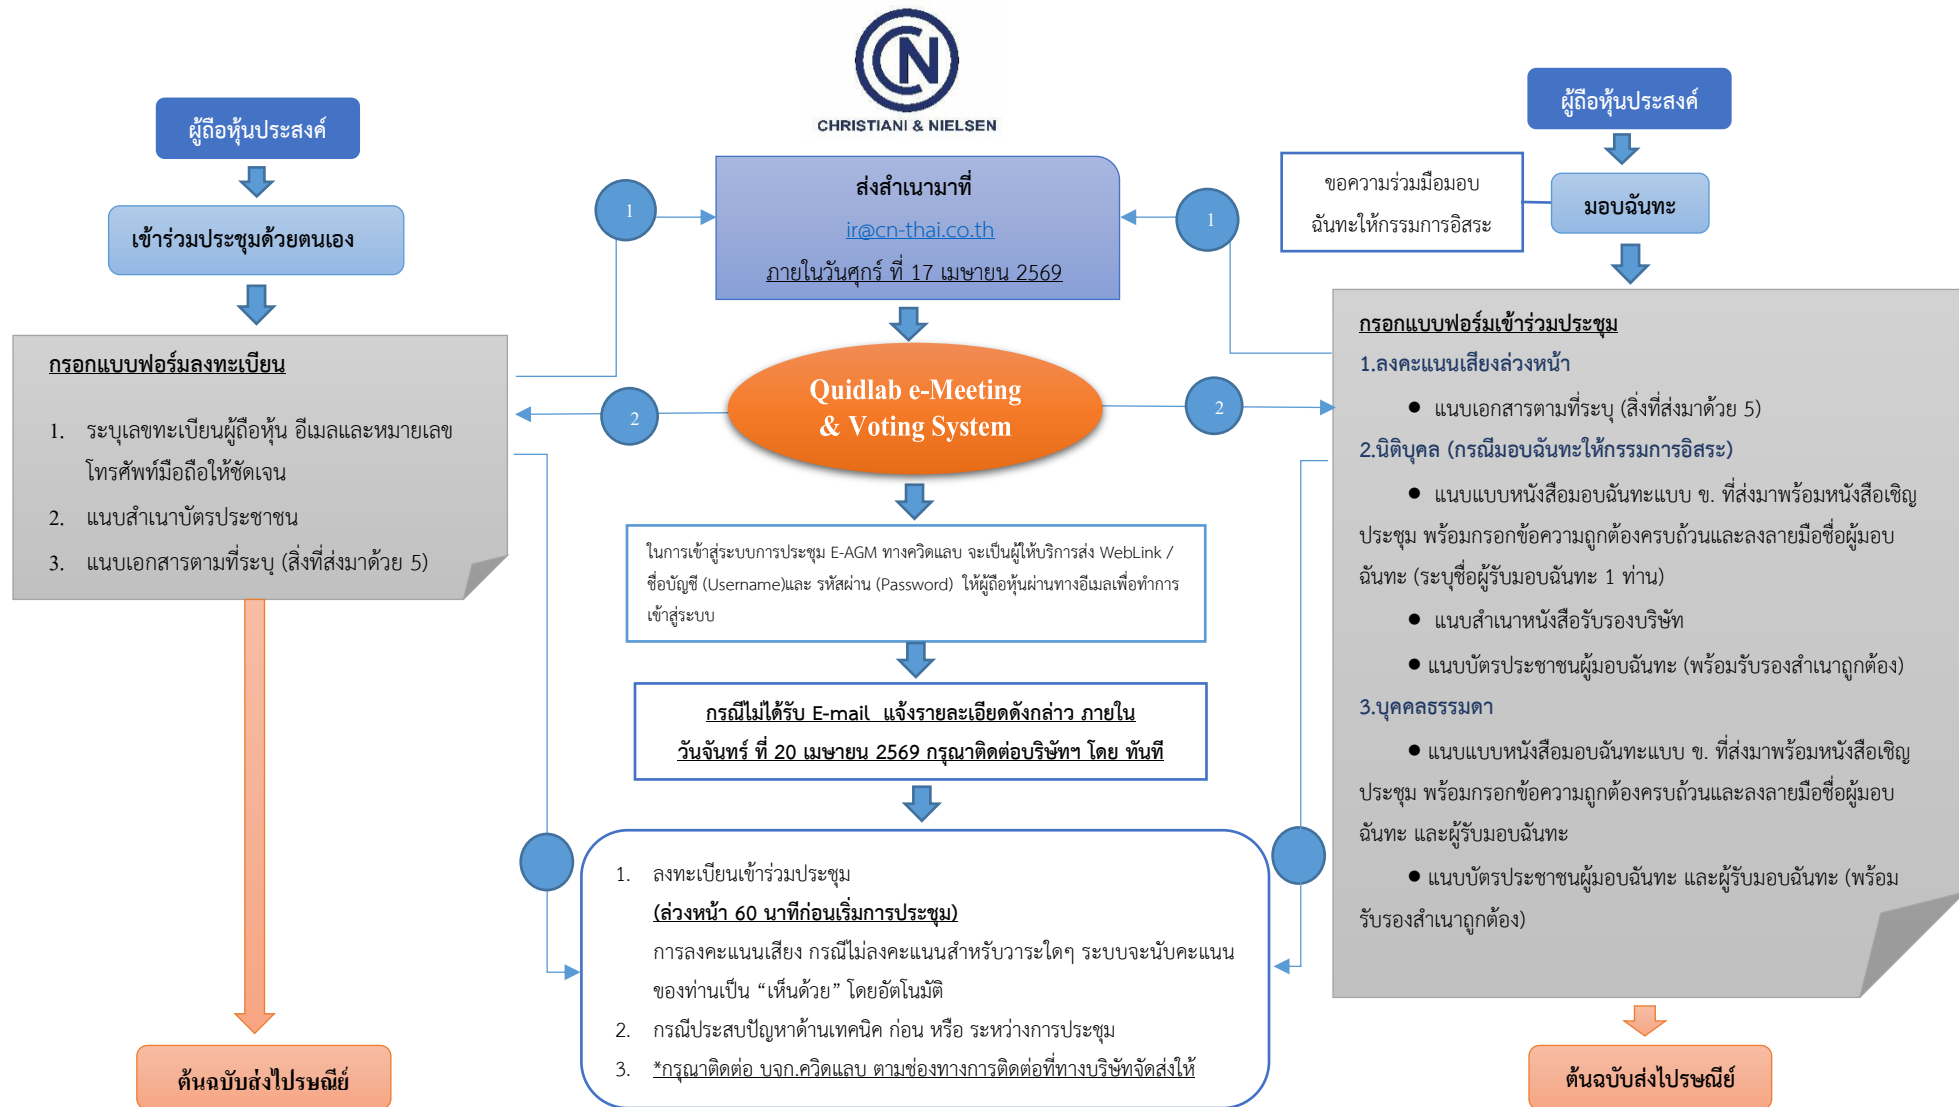 CHRISTIANI & NIELSEN
ผู้ถือหุ้นประสงค์
เข้าร่วมประชุมด้วยตนเอง
กรอกแบบฟอร์มลงทะเบียน
1. ระบุเลขทะเบียนผู้ถือหุ้น อีเมลและหมายเลข
โทรศัพท์มือถือให้ชัดเจน
2. แนบสำเนาบัตรประชาชน
3. แนบเอกสารตามที่ระบุ (สิ่งที่ส่งมาด้วย 5)
ต้นฉบับส่งไปรษณีย์
1
2
ส่งสำเนามาที่
ir@cn-thai.co.th
ภายในวันศุกร์ ที่ 17 เมษายน 2569
Quidlab e-Meeting
& Voting System
ในการเข้าสู่ระบบการประชุม E-AGM ทางควิดแลบ จะเป็นผู้ให้บริการส่ง WebLink /
ชื่อบัญชี (Username)และ รหัสผ่าน (Password) ให้ผู้ถือหุ้นผ่านทางอีเมลเพื่อทำการ
เข้าสู่ระบบ
กรณีไม่ได้รับ E-mail แจ้งรายละเอียดดังกล่าว ภายใน
วันจันทร์ ที่ 20 เมษายน 2569 กรุณาติดต่อบริษัทฯ โดย ทันที
1. ลงทะเบียนเข้าร่วมประชุม
(ล่วงหน้า 60 นาทีก่อนเริ่มการประชุม)
การลงคะแนนเสียง กรณีไม่ลงคะแนนสำหรับวาระใดๆ ระบบจะนับคะแนน
ของท่านเป็น “เห็นด้วย” โดยอัตโนมัติ
2. กรณีประสบปัญหาด้านเทคนิค ก่อน หรือ ระหว่างการประชุม
3. *กรุณาติดต่อ บจก.ควิดแลบ ตามช่องทางการติดต่อที่ทางบริษัทจัดส่งให้
1
2
ผู้ถือหุ้นประสงค์
ขอความร่วมมือมอบ
ฉันทะให้กรรมการอิสระ
มอบฉันทะ
กรอกแบบฟอร์มเข้าร่วมประชุม
1.ลงคะแนนเสียงล่วงหน้า
● แนบเอกสารตามที่ระบุ (สิ่งที่ส่งมาด้วย 5)
2.นิติบุคล (กรณีมอบฉันทะให้กรรมการอิสระ)
● แนบแบบหนังสือมอบฉันทะแบบ ข. ที่ส่งมาพร้อมหนังสือเชิญ
ประชุม พร้อมกรอกข้อความถูกต้องครบถ้วนและลงลายมือชื่อผู้มอบ
ฉันทะ (ระบุชื่อผู้รับมอบฉันทะ 1 ท่าน)
● แนบสำเนาหนังสือรับรองบริษัท
● แนบบัตรประชาชนผู้มอบฉันทะ (พร้อมรับรองสำเนาถูกต้อง)
3.บุคคลธรรมดา
● แนบแบบหนังสือมอบฉันทะแบบ ข. ที่ส่งมาพร้อมหนังสือเชิญ
ประชุม พร้อมกรอกข้อความถูกต้องครบถ้วนและลงลายมือชื่อผู้มอบ
ฉันทะ และผู้รับมอบฉันทะ
● แนบบัตรประชาชนผู้มอบฉันทะ และผู้รับมอบฉันทะ (พร้อม
รับรองสำเนาถูกต้อง)
ต้นฉบับส่งไปรษณีย์